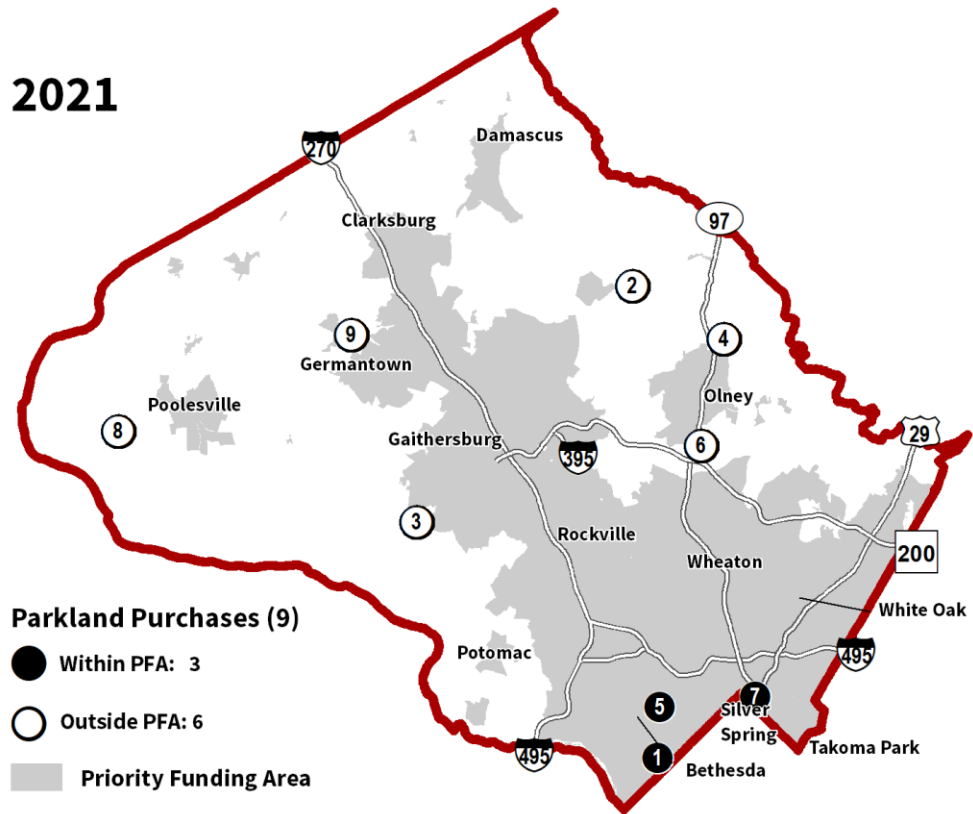 2021
Damascus
270
Clarksburg
97
2
9
4
Germantown
Olney
Poolesville
8
29
Gaithersburg
6
395
3
Rockville
Wheaton
200
White Oak
Parkland Purchases (9)
Within PFA: 3
Potomac
495
Outside PFA: 6
5
7
Silver
Spring
Takoma Park
495
1
Bethesda
Priority Funding Area